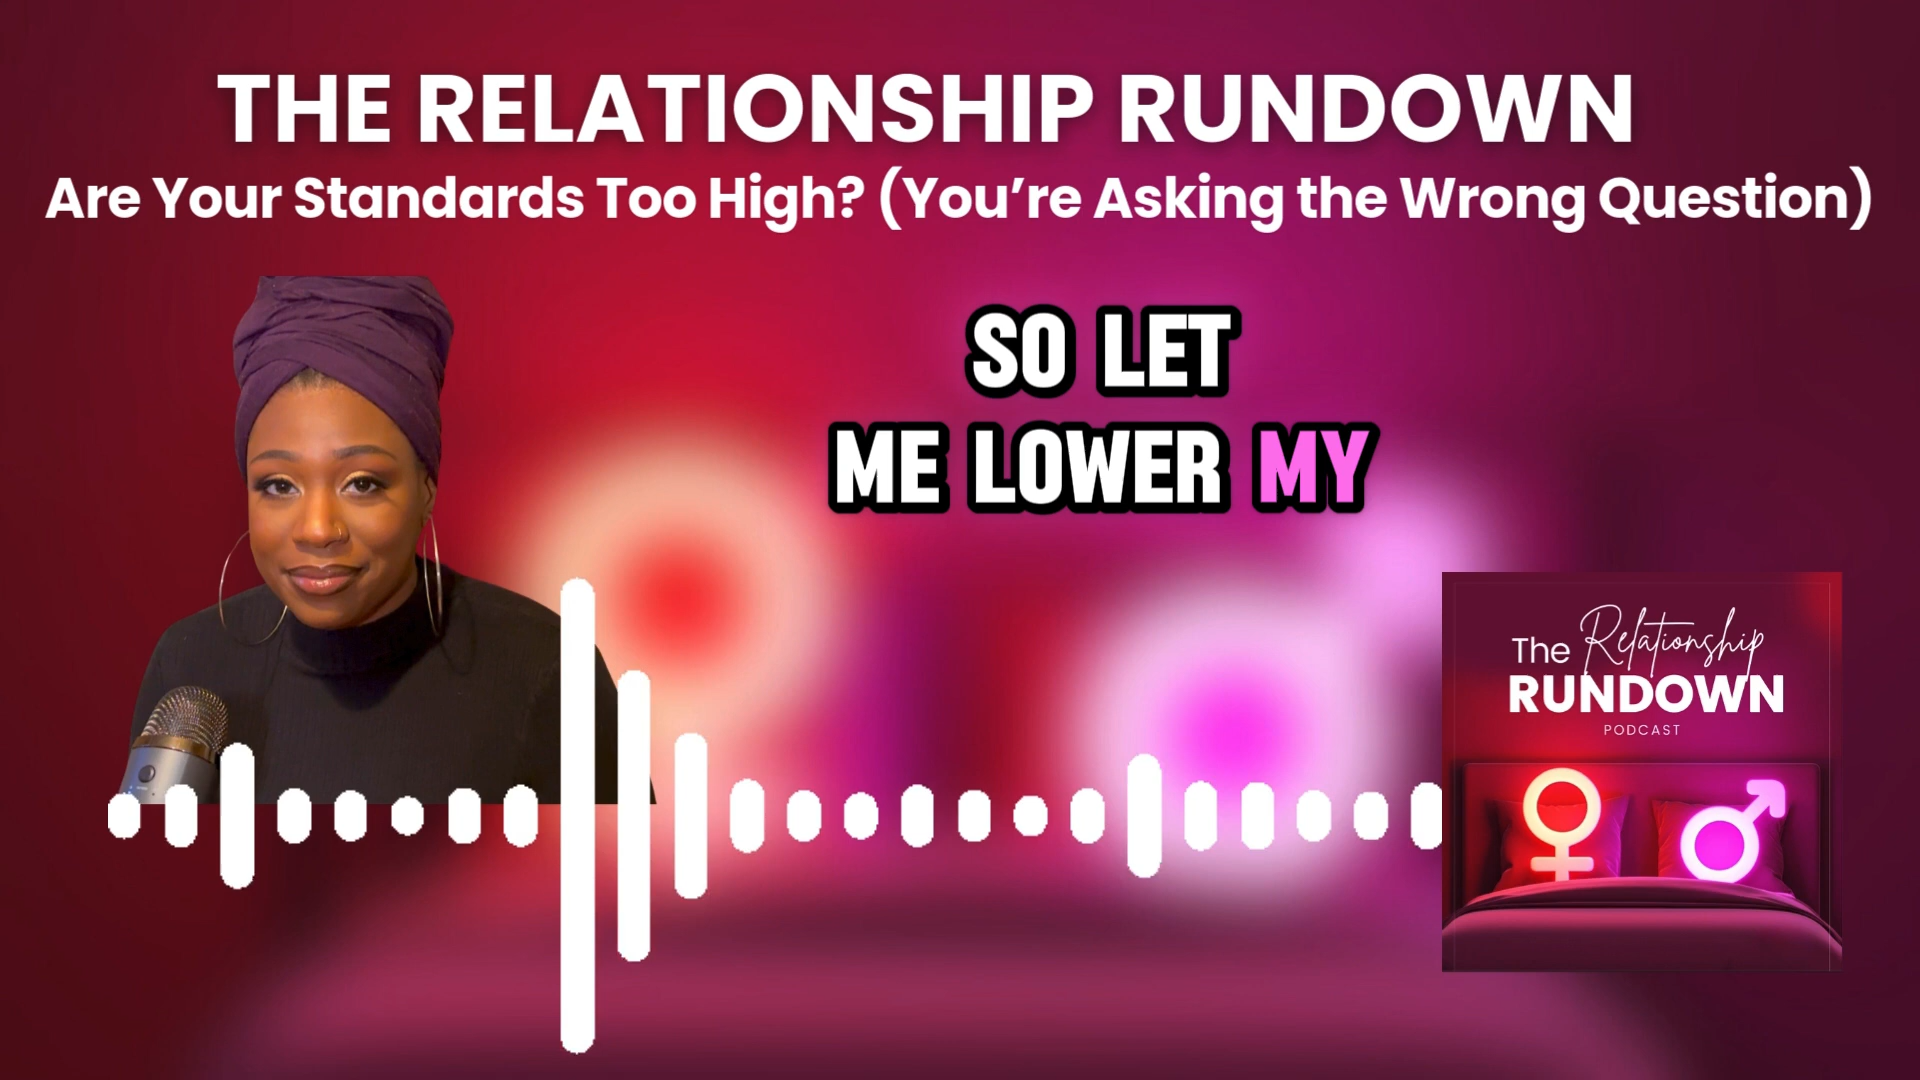 THE RELATIONSHIP RUNDOWN
Are Your Standards Too High? (You’re Asking the Wrong Question)
SO LET
ME LOWER MY
The Relationship
RUNDOWN
PODCAST